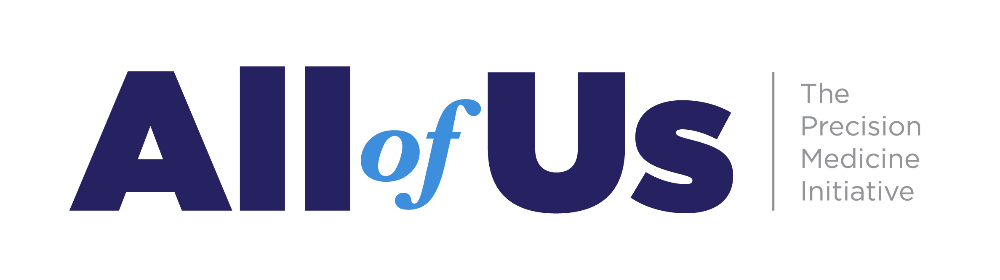 All of Us
The
Precision
Medicine
Initiative